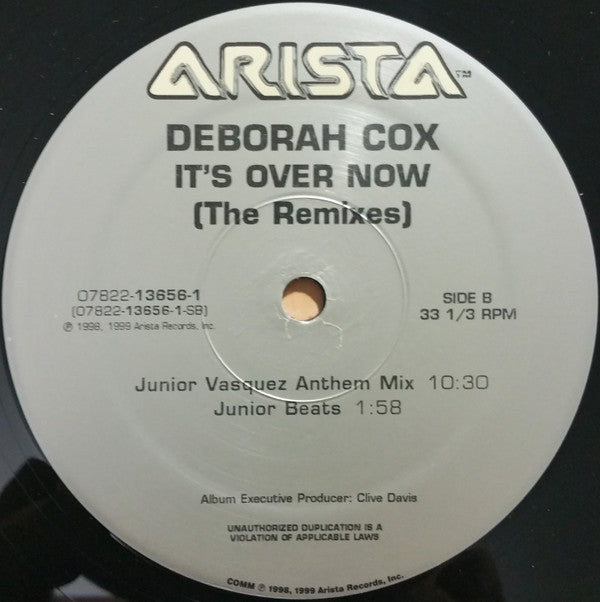 ARISTA™
DEBORAH COX
IT'S OVER NOW
(The Remixes)
07822-13656-1
(07822-13656-1-SB)
℗ 1998, 1999 Arista Records, Inc.
SIDE B
33 1/3 RPM
Junior Vasquez Anthem Mix 10:30
Junior Beats 1:58
Album Executive Producer: Clive Davis
UNAUTHORIZED DUPLICATION IS A
VIOLATION OF APPLICABLE LAWS
COMM ℗ 1998, 1999 Arista Records, Inc.